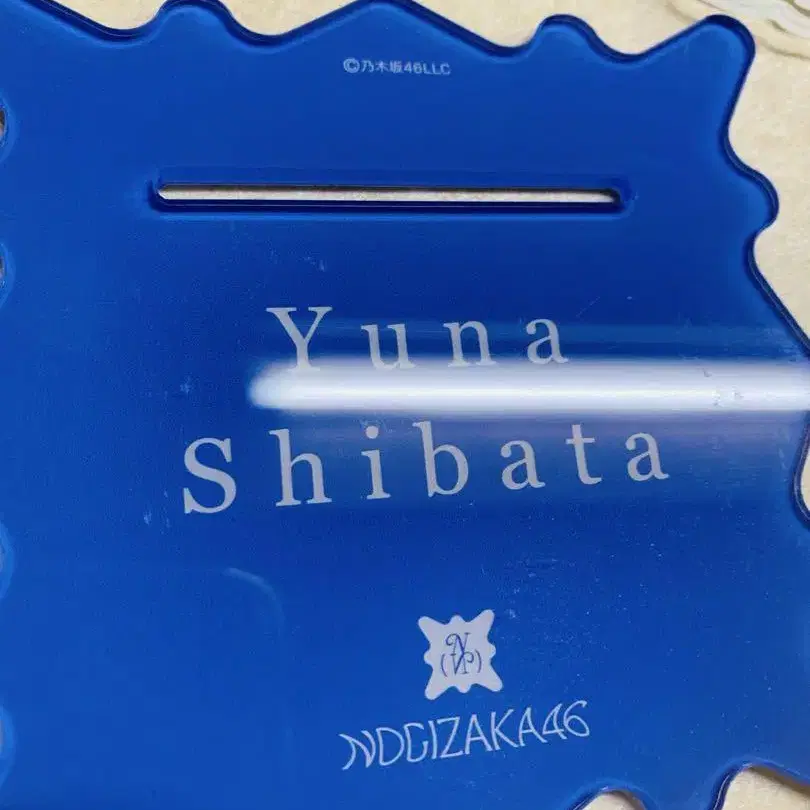 ©乃木坂46LLC
Yuna
Shibata
N
(N)
NOGIZAKA46